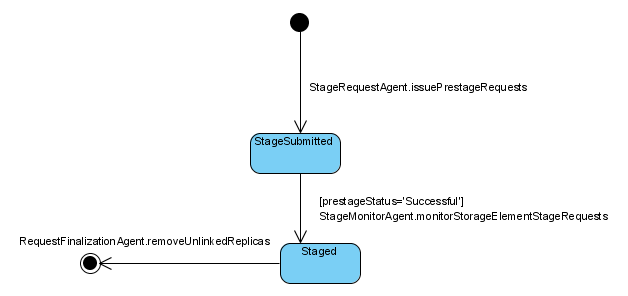 StageRequestAgent.issuePrestageRequests
StageSubmitted
[prestageStatus='Successful']
StageMonitorAgent.monitorStorageElementStageRequests
RequestFinalizationAgent.removeUnlinkedReplicas
Staged